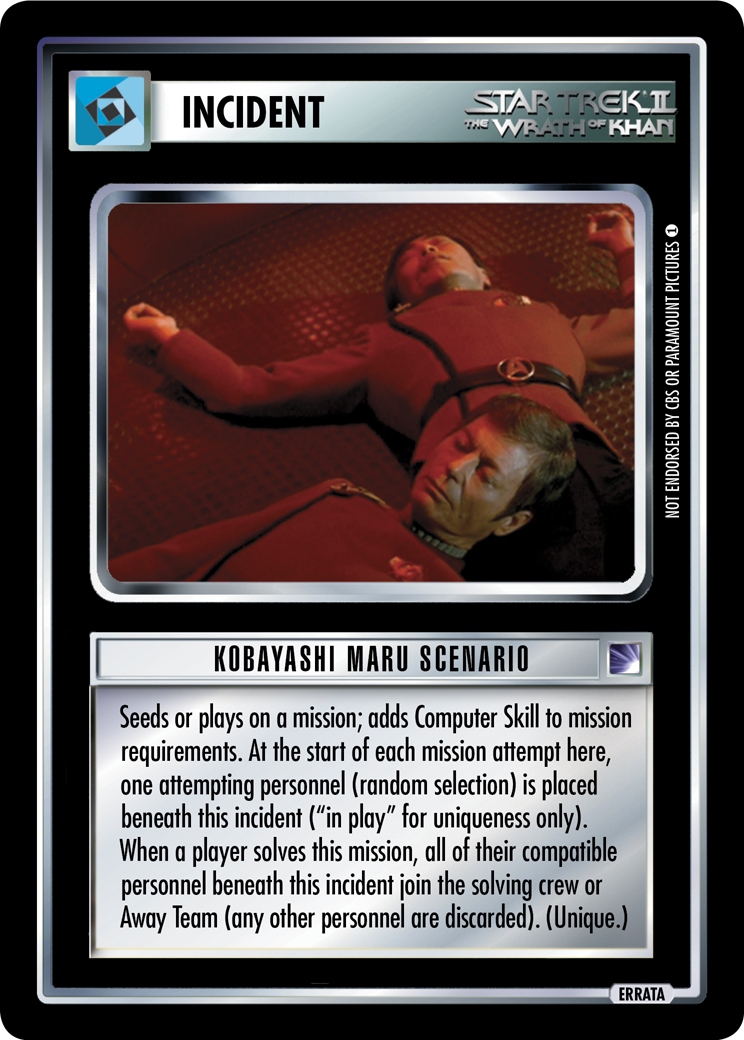 INCIDENT
STAR TREK II
THE WRATH OF KHAN
NOT ENDORSED BY CBS OR PARAMOUNT PICTURES 1
KOBAYASHI MARU SCENARIO
Seeds or plays on a mission; adds Computer Skill to mission
requirements. At the start of each mission attempt here,
one attempting personnel (random selection) is placed
beneath this incident (“in play” for uniqueness only).
When a player solves this mission, all of their compatible
personnel beneath this incident join the solving crew or
Away Team (any other personnel are discarded). (Unique.)
ERRATA